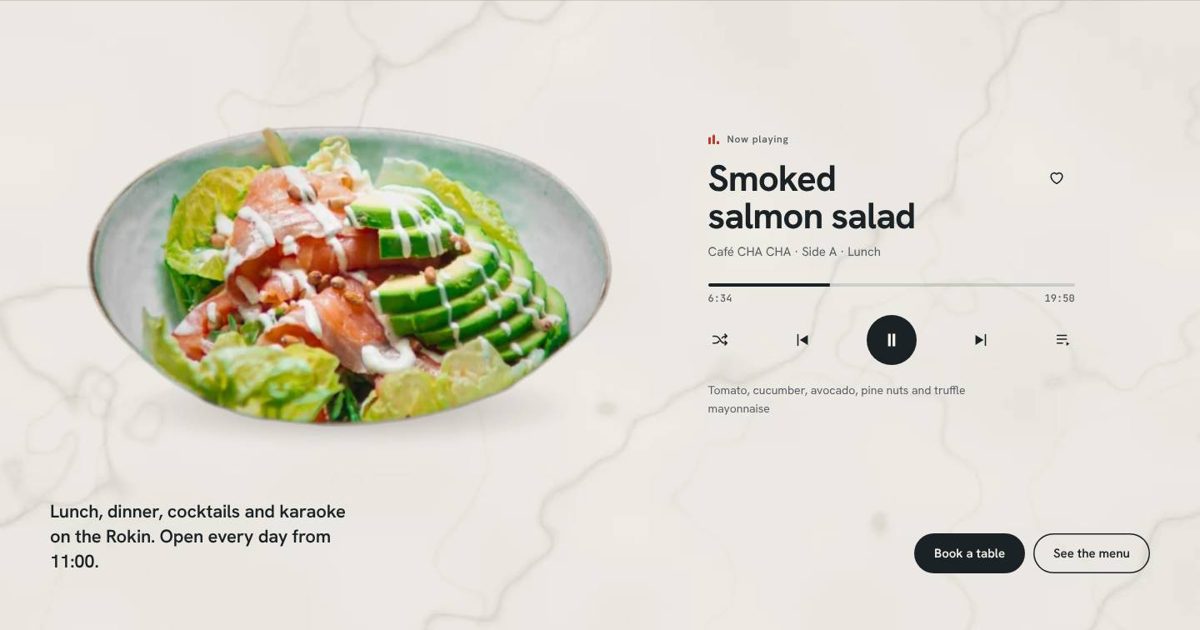 Now playing
Smoked
salmon salad
Café CHA CHA · Side A · Lunch
6:34
19:50
Tomato, cucumber, avocado, pine nuts and truffle
mayonnaise
Lunch, dinner, cocktails and karaoke
on the Rokin. Open every day from
11:00.
Book a table
See the menu